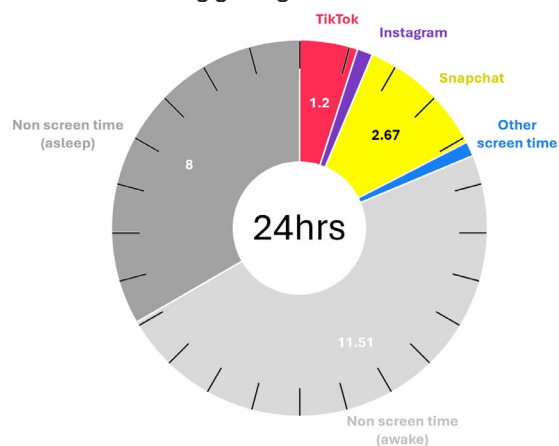 TikTok
Instagram
Snapchat
Other
screen time
Non screen time
(asleep)
1.2
2.67
8
24hrs
11.51
Non screen time
(awake)